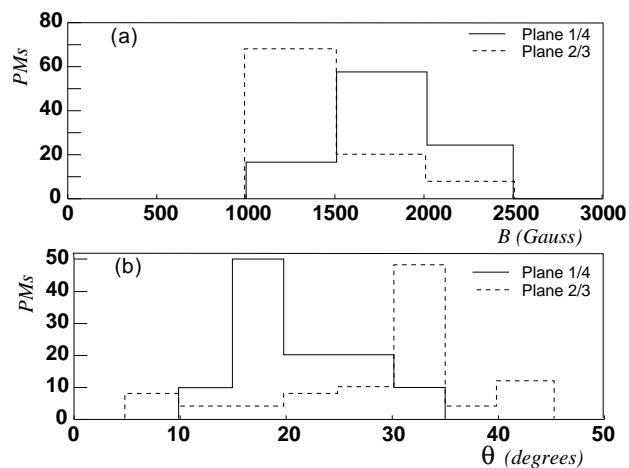 80
(a)
Plane 1/4
Plane 2/3
PMs
60
40
20
0
0 500 1000 1500 2000 2500 3000
B (Gauss)
50
(b)
Plane 1/4
Plane 2/3
PMs
40
30
20
10
0
0 10 20 30 40 50
θ (degrees)